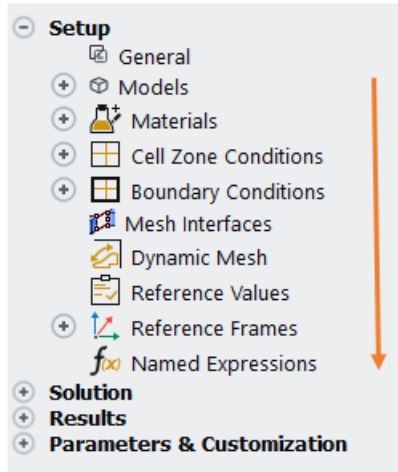 Setup
General
Models
Materials
Cell Zone Conditions
Boundary Conditions
Mesh Interfaces
Dynamic Mesh
Reference Values
Reference Frames
f(x) Named Expressions
Solution
Results
Parameters & Customization